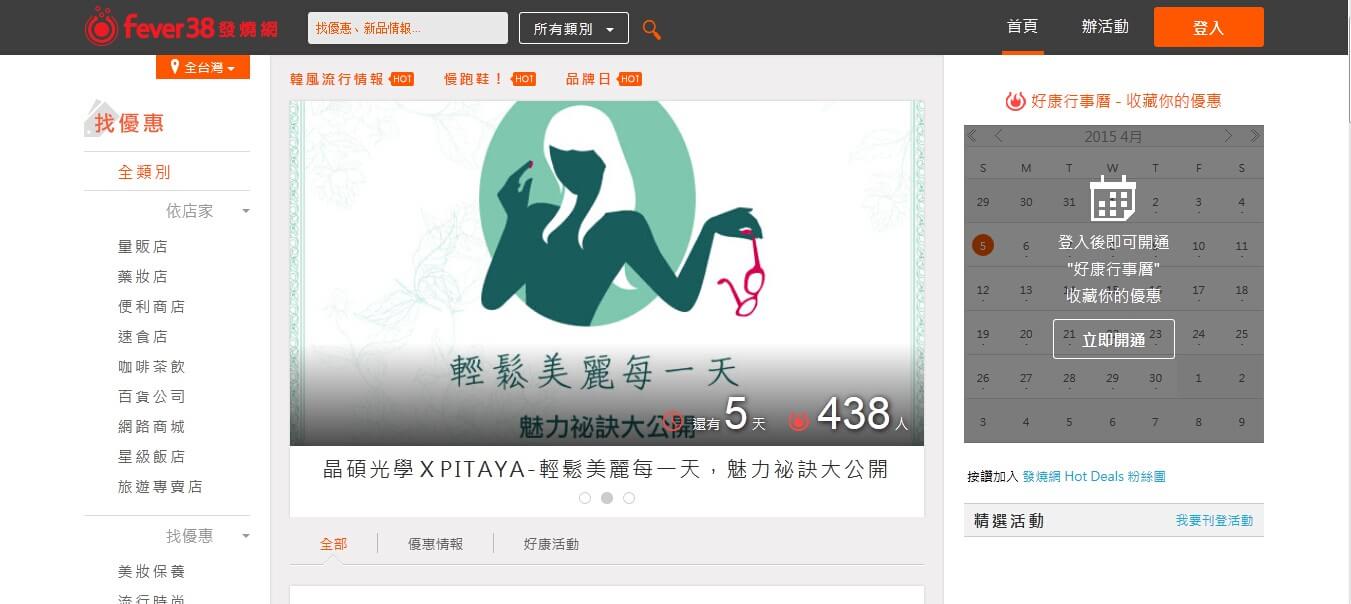 fever38發燒網
找優惠、新品情報...
所有類別
首頁
辦活動
登入
全台灣
找優惠
全類別
依店家
量販店
藥妝店
便利商店
速食店
咖啡茶飲
百貨公司
網路商城
星級飯店
旅遊專賣店
找優惠
美妝保養
流行時尚
韓風流行情報 HOT
慢跑鞋! HOT
品牌日 HOT
輕鬆美麗每一天
魅力祕訣大公開
還有5天 438人
晶碩光學 X PITAYA-輕鬆美麗每一天，魅力祕訣大公開
全部
優惠情報
好康活動
好康行事曆 - 收藏你的優惠
2015 4月
S M T W T F S
29 30 31 2 3 4
5 6 10 11
登入後即可開通
"好康行事曆"
收藏你的優惠
12 13 17 18
19 20 21 23 24 25
立即開通
26 27 28 29 30 1 2
3 4 5 6 7 8 9
按讚加入 發燒網 Hot Deals 粉絲團
精選活動
我要刊登活動